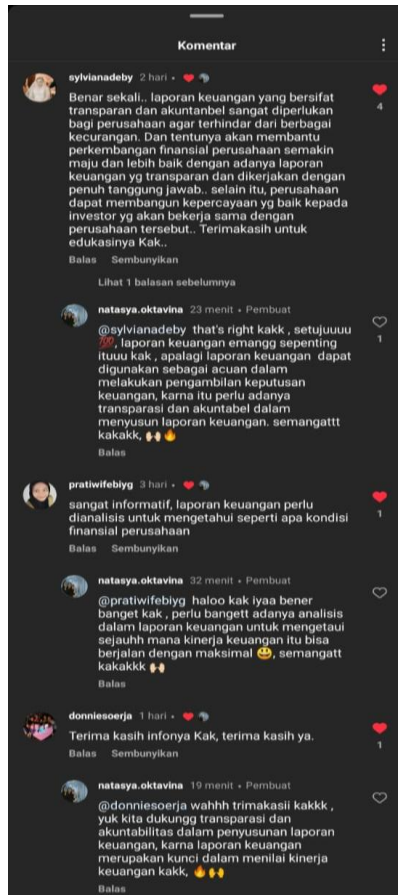 Komentar
sylvianadeby 2 hari •
Benar sekali.. laporan keuangan yang bersifat
transparan dan akuntanbel sangat diperlukan
bagi perusahaan agar terhindar dari berbagai
kecurangan. Dan tentunya akan membantu
perkembangan finansial perusahaan semakin
maju dan lebih baik dengan adanya laporan
keuangan yg transparan dan dikerjakan dengan
penuh tanggung jawab.. selain itu, perusahaan
dapat membangun kepercayaan yg baik kepada
investor yg akan bekerja sama dengan
perusahaan tersebut.. Terimakasih untuk
edukasinya Kak..
4
Balas Sembunyikan
Lihat 1 balasan sebelumnya
natasya.oktavina 23 menit • Pembuat
@sylvianadeby that's right kakk , setujuuuu
💯, laporan keuangan emangg sepenting
ituuu kak , apalagi laporan keuangan dapat
digunakan sebagai acuan dalam
melakukan pengambilan keputusan
keuangan, karna itu perlu adanya
transparasi dan akuntabel dalam
menyusun laporan keuangan. semangattt
kakakk, 🙌🏻🔥
1
Balas
pratiwifebiyg 3 hari •
sangat informatif, laporan keuangan perlu
dianalisis untuk mengetahui seperti apa kondisi
finansial perusahaan
1
Balas Sembunyikan
natasya.oktavina 32 menit • Pembuat
@pratiwifebiyg haloo kak iyaa bener
banget kak , perlu bangett adanya analisis
dalam laporan keuangan untuk mengetaui
sejauhh mana kinerja keuangan itu bisa
berjalan dengan maksimal 😃, semangatt
kakakkk 🙌🏻
Balas
donniesoerja 1 hari •
Terima kasih infonya Kak, terima kasih ya.
1
Balas Sembunyikan
natasya.oktavina 19 menit • Pembuat
@donniesoerja wahhh trimakasii kakkk ,
yuk kita dukungg transparasi dan
akuntabilitas dalam penyusunan laporan
keuangan, karna laporan keuangan
merupakan kunci dalam menilai kinerja
keuangan kakk, 🔥🙌
Balas